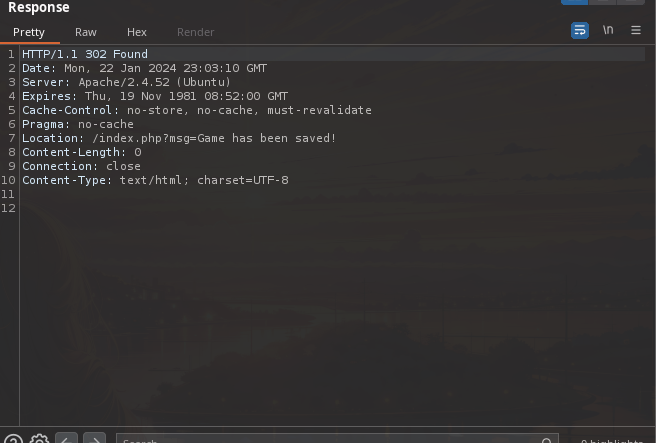 Response
Pretty Raw Hex Render
\n
1 HTTP/1.1 302 Found
2 Date: Mon, 22 Jan 2024 23:03:10 GMT
3 Server: Apache/2.4.52 (Ubuntu)
4 Expires: Thu, 19 Nov 1981 08:52:00 GMT
5 Cache-Control: no-store, no-cache, must-revalidate
6 Pragma: no-cache
7 Location: /index.php?msg=Game has been saved!
8 Content-Length: 0
9 Connection: close
10 Content-Type: text/html; charset=UTF-8
11
12
Search 0 highlights